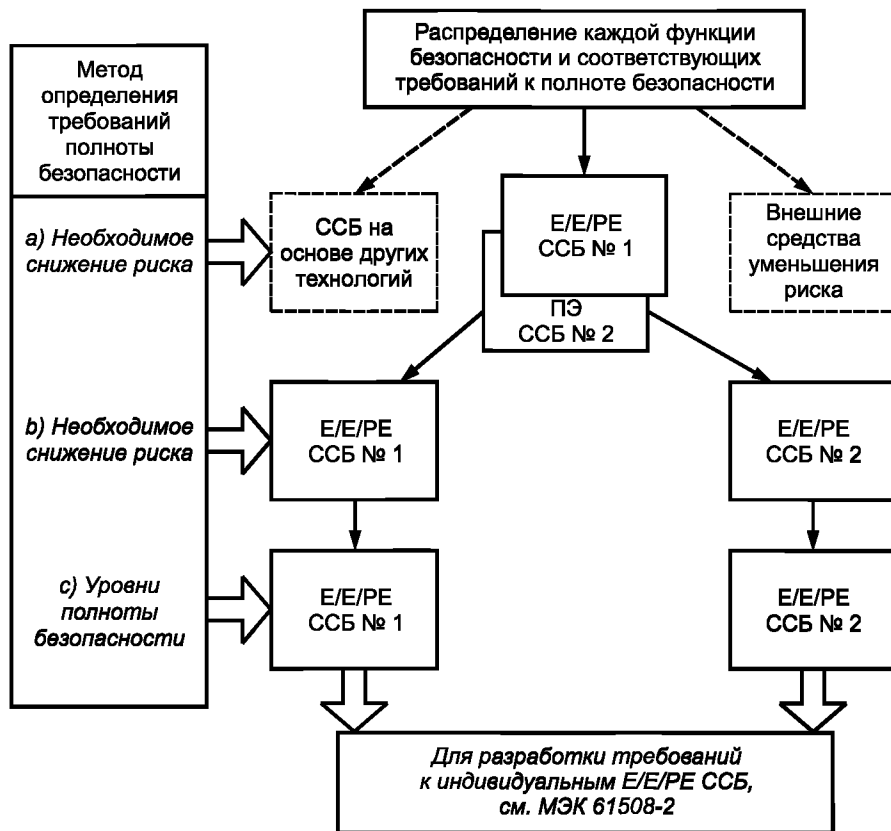 Распределение каждой функции
безопасности и соответствующих
требований к полноте безопасности
Метод
определения
требований
полноты
безопасности
a) Необходимое
снижение риска
ССБ на
основе других
технологий
E/E/PE
ССБ № 1
ПЭ
ССБ № 2
Внешние
средства
уменьшения
риска
b) Необходимое
снижение риска
E/E/PE
ССБ № 1
E/E/PE
ССБ № 2
c) Уровни
полноты
безопасности
E/E/PE
ССБ № 1
E/E/PE
ССБ № 2
Для разработки требований
к индивидуальным E/E/PE ССБ,
см. МЭК 61508-2